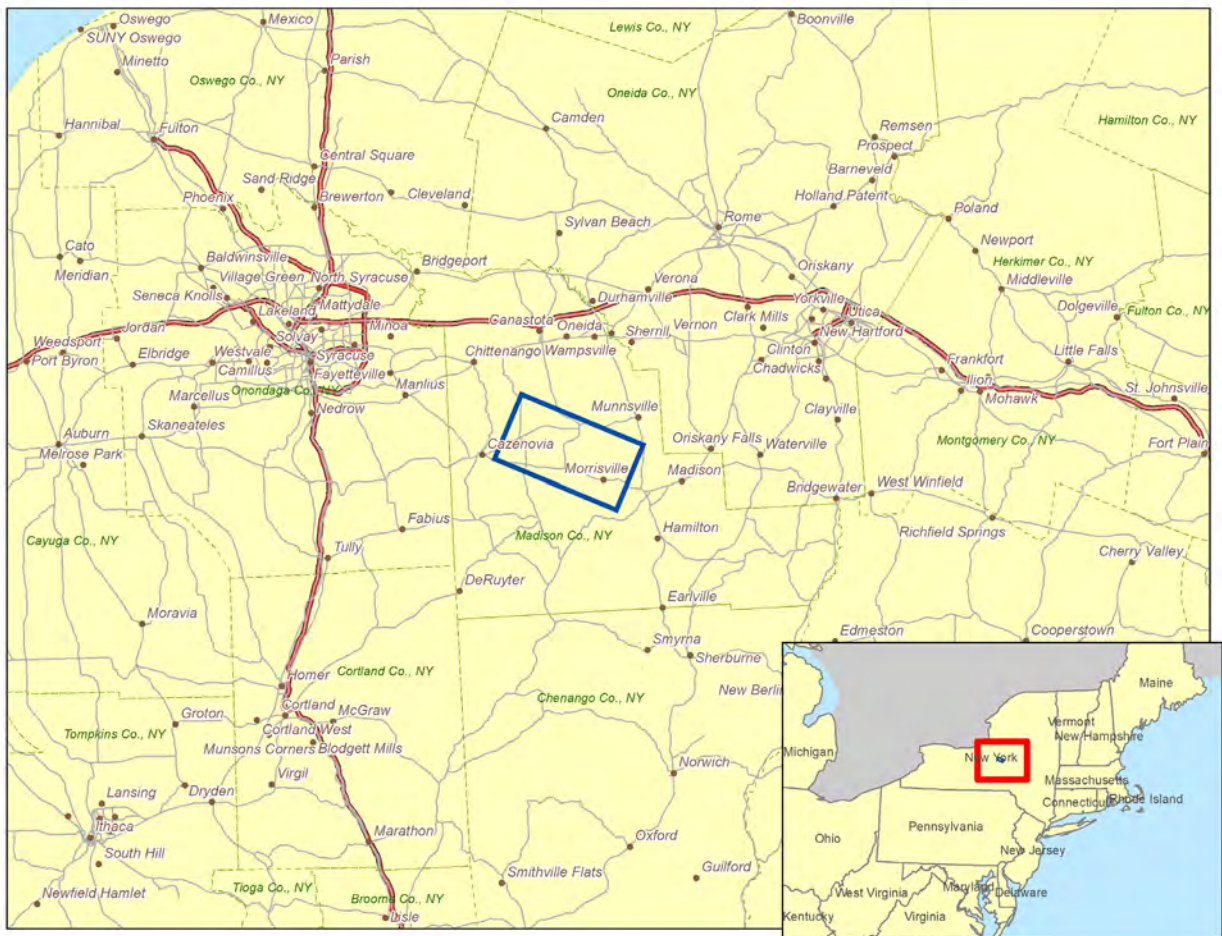 Oswego
Mexico
Boonville
Lewis Co., NY
SUNY Oswego
Minetto
Parish
Oswego Co., NY
Oneida Co., NY
Hannibal
Fulton
Camden
Remsen
Hamilton Co., NY
Prospect
Central Square
Barneveld
Sand Ridge
Brewerton
Cleveland
Holland Patent
Phoenix
Sylvan Beach
Rome
Poland
Cato
Baldwinsville
Bridgeport
Newport
Meridian
Village Green
North Syracuse
Verona
Oriskany
Herkimer Co., NY
Seneca Knolls
Mattydale
Durhamville
Yorkville
Middleville
Lakeland
Canastota
Oneida
Clark Mills
Utica
Dolgeville
Jordan
Solvay
Minoa
Sherrill
Vernon
New Hartford
Fulton Co., NY
Weedsport
Port Byron
Elbridge
Westvale
Syracuse
Chittenango
Wampsville
Clinton
Frankfort
Little Falls
Camillus
Fayetteville
Manlius
Chadwicks
Ilion
Onondaga Co., NY
Mohawk
St. Johnsville
Marcellus
Nedrow
Munnsville
Clayville
Skaneateles
Auburn
Cazenovia
Oriskany Falls
Waterville
Montgomery Co., NY
Fort Plain
Melrose Park
Morrisville
Madison
Bridgewater
West Winfield
Fabius
Madison Co., NY
Hamilton
Richfield Springs
Cayuga Co., NY
Tully
Cherry Valley
DeRuyter
Earlville
Moravia
Smyrna
Edmeston
Cooperstown
Sherburne
Homer
Cortland Co., NY
Chenango Co., NY
New Berlin
Groton
Cortland
McGraw
Tompkins Co., NY
Cortland West
Munsons Corners
Blodgett Mills
Virgil
Norwich
Lansing
Dryden
Ithaca
Marathon
Oxford
South Hill
Guilford
Smithville Flats
Newfield Hamlet
Tioga Co., NY
Broome Co., NY
Lisle
Maine
Vermont
New Hampshire
Michigan
New York
Massachusetts
Connecticut
Rhode Island
Ohio
Pennsylvania
New Jersey
West Virginia
Maryland
Delaware
Kentucky
Virginia